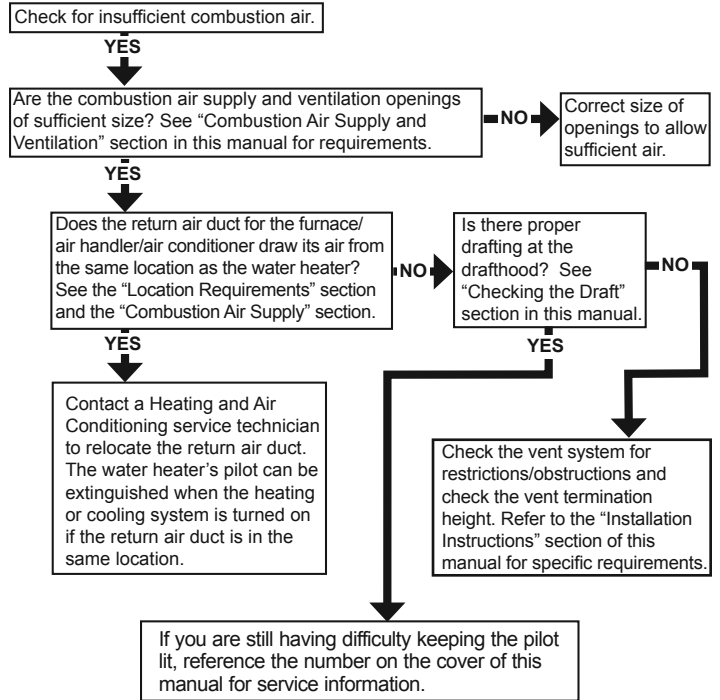 Check for insufficient combustion air.
YES
Are the combustion air supply and ventilation openings
of sufficient size? See “Combustion Air Supply and
Ventilation” section in this manual for requirements.
NO
Correct size of
openings to allow
sufficient air.
YES
Does the return air duct for the furnace/
air handler/air conditioner draw its air from
the same location as the water heater?
See the “Location Requirements” section
and the “Combustion Air Supply” section.
NO
Is there proper
drafting at the
drafthood? See
“Checking the Draft”
section in this manual.
NO
YES
YES
Contact a Heating and Air
Conditioning service technician
to relocate the return air duct.
The water heater’s pilot can be
extinguished when the heating
or cooling system is turned on
if the return air duct is in the
same location.
Check the vent system for
restrictions/obstructions and
check the vent termination
height. Refer to the “Installation
Instructions” section of this
manual for specific requirements.
If you are still having difficulty keeping the pilot
lit, reference the number on the cover of this
manual for service information.